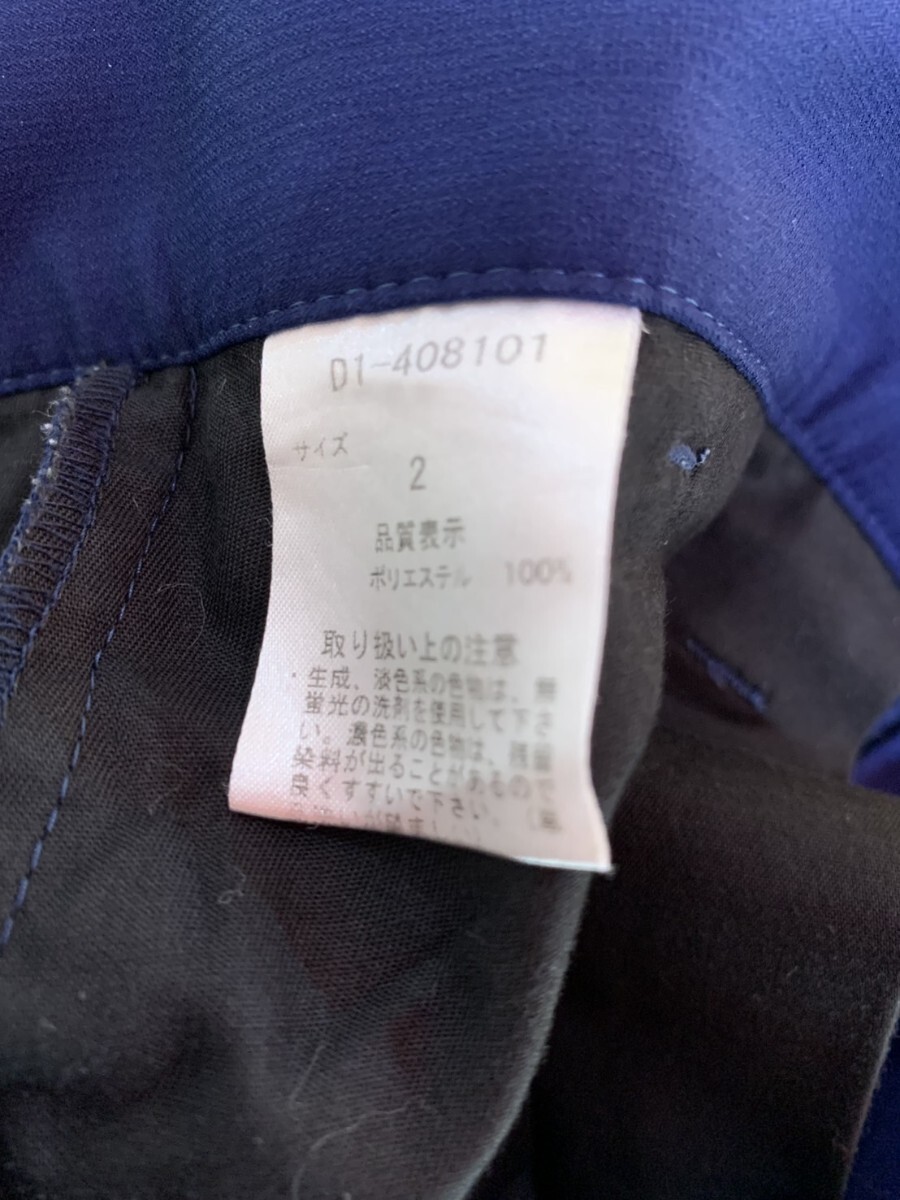 D1-408101
サイズ
2
品質表示
ポリエステル 100%
取り扱い上の注意
・生成、淡色系の色物は、無
蛍光の洗剤を使用して下さ
い。濃色系の色物は、残留
染料が出ることがあるので
良くすすいで下さい。